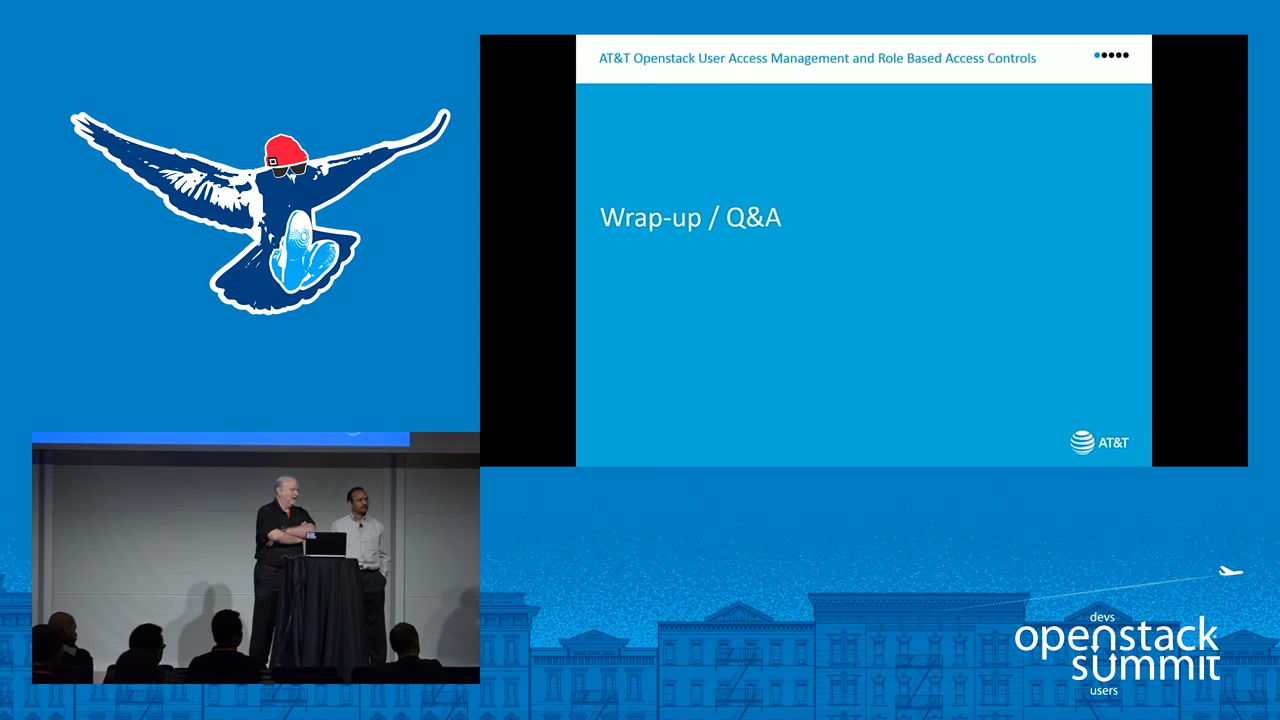 AT&T Openstack User Access Management and Role Based Access Controls
Wrap-up / Q&A
AT&T
devs
openstack
summit
users